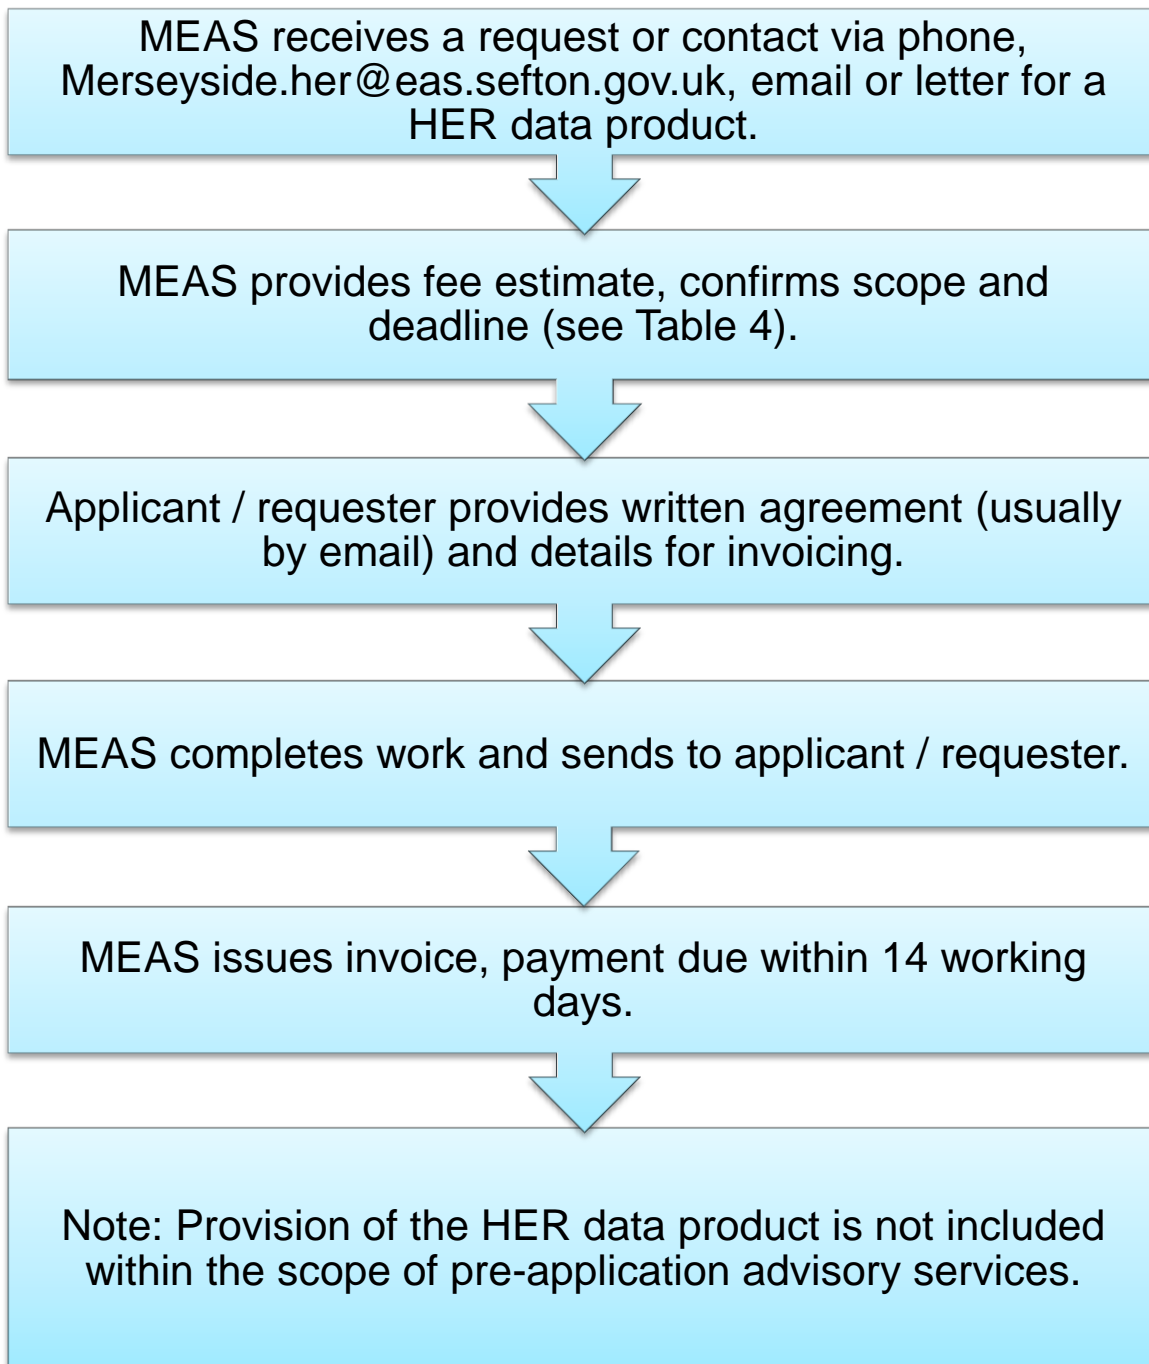 MEAS receives a request or contact via phone,
Merseyside.her@eas.sefton.gov.uk, email or letter for a
HER data product.
MEAS provides fee estimate, confirms scope and
deadline (see Table 4).
Applicant / requester provides written agreement (usually
by email) and details for invoicing.
MEAS completes work and sends to applicant / requester.
MEAS issues invoice, payment due within 14 working
days.
Note: Provision of the HER data product is not included
within the scope of pre-application advisory services.